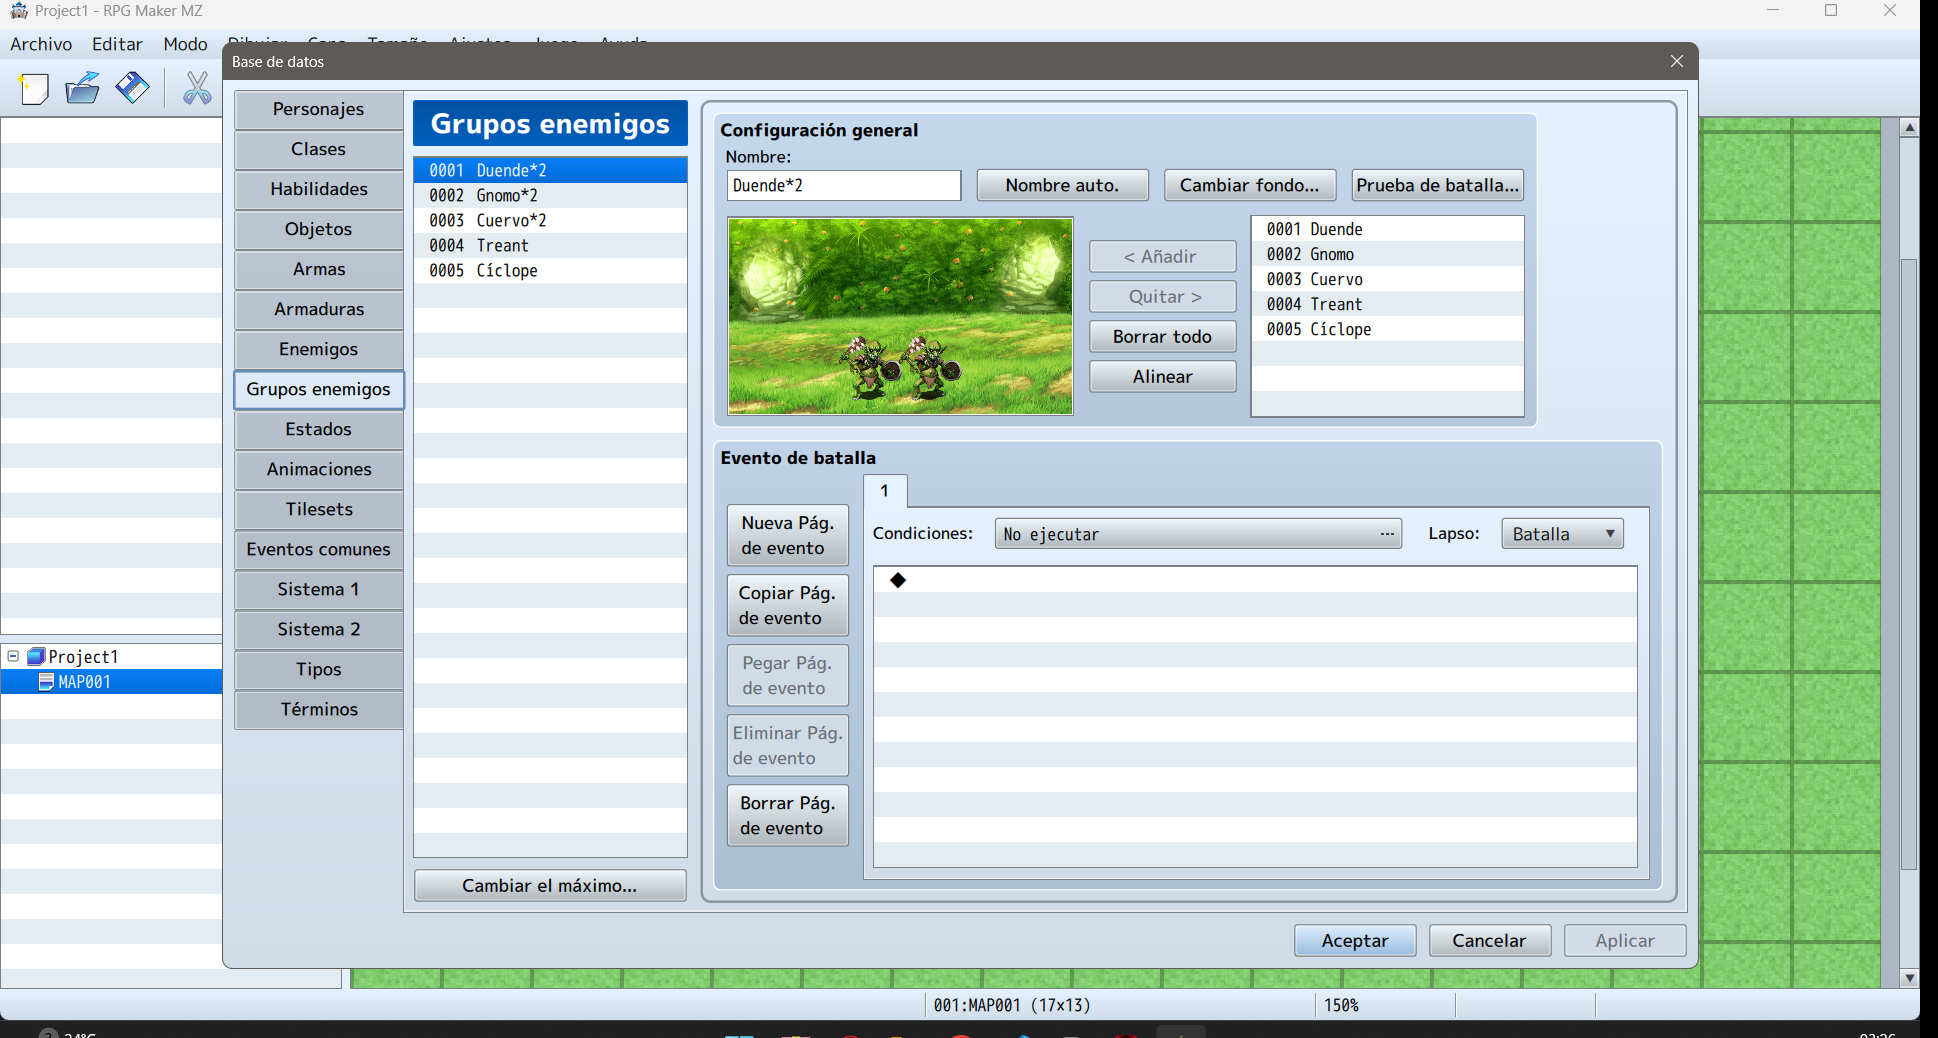 Project1 - RPG Maker MZ
Archivo Editar Modo
Base de datos
Personajes
Clases
Habilidades
Objetos
Armas
Armaduras
Enemigos
Grupos enemigos
Estados
Animaciones
Tilesets
Eventos comunes
Sistema 1
Sistema 2
Tipos
Términos
Grupos enemigos
0001 Duende*2
0002 Gnomo*2
0003 Cuervo*2
0004 Treant
0005 Cíclope
Cambiar el máximo...
Configuración general
Nombre:
Duende*2
Nombre auto.
Cambiar fondo...
Prueba de batalla...
< Añadir
Quitar >
Borrar todo
Alinear
0001 Duende
0002 Gnomo
0003 Cuervo
0004 Treant
0005 Cíclope
Evento de batalla
1
Nueva Pág.
de evento
Copiar Pág.
de evento
Pegar Pág.
de evento
Eliminar Pág.
de evento
Borrar Pág.
de evento
Condiciones: No ejecutar ... Lapso: Batalla
Aceptar
Cancelar
Aplicar
Project1
MAP001
001:MAP001 (17×13)
150%